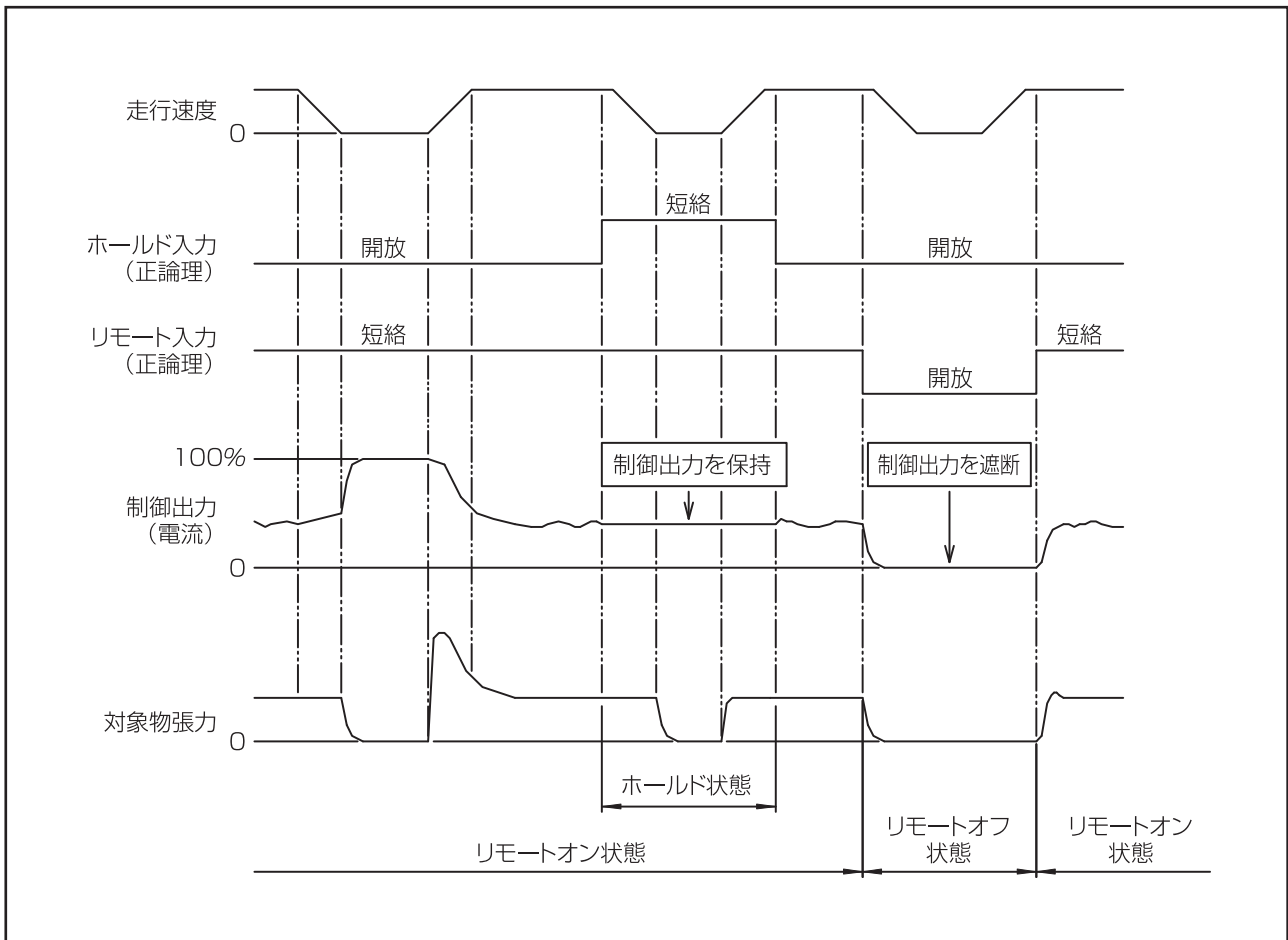 走行速度
0
短絡
ホールド入力
(正論理)
開放
開放
リモート入力
(正論理)
短絡
短絡
開放
100%
制御出力を保持
制御出力を遮断
制御出力
(電流)
0
対象物張力
0
ホールド状態
リモートオン状態
リモートオフ
状態
リモートオン
状態